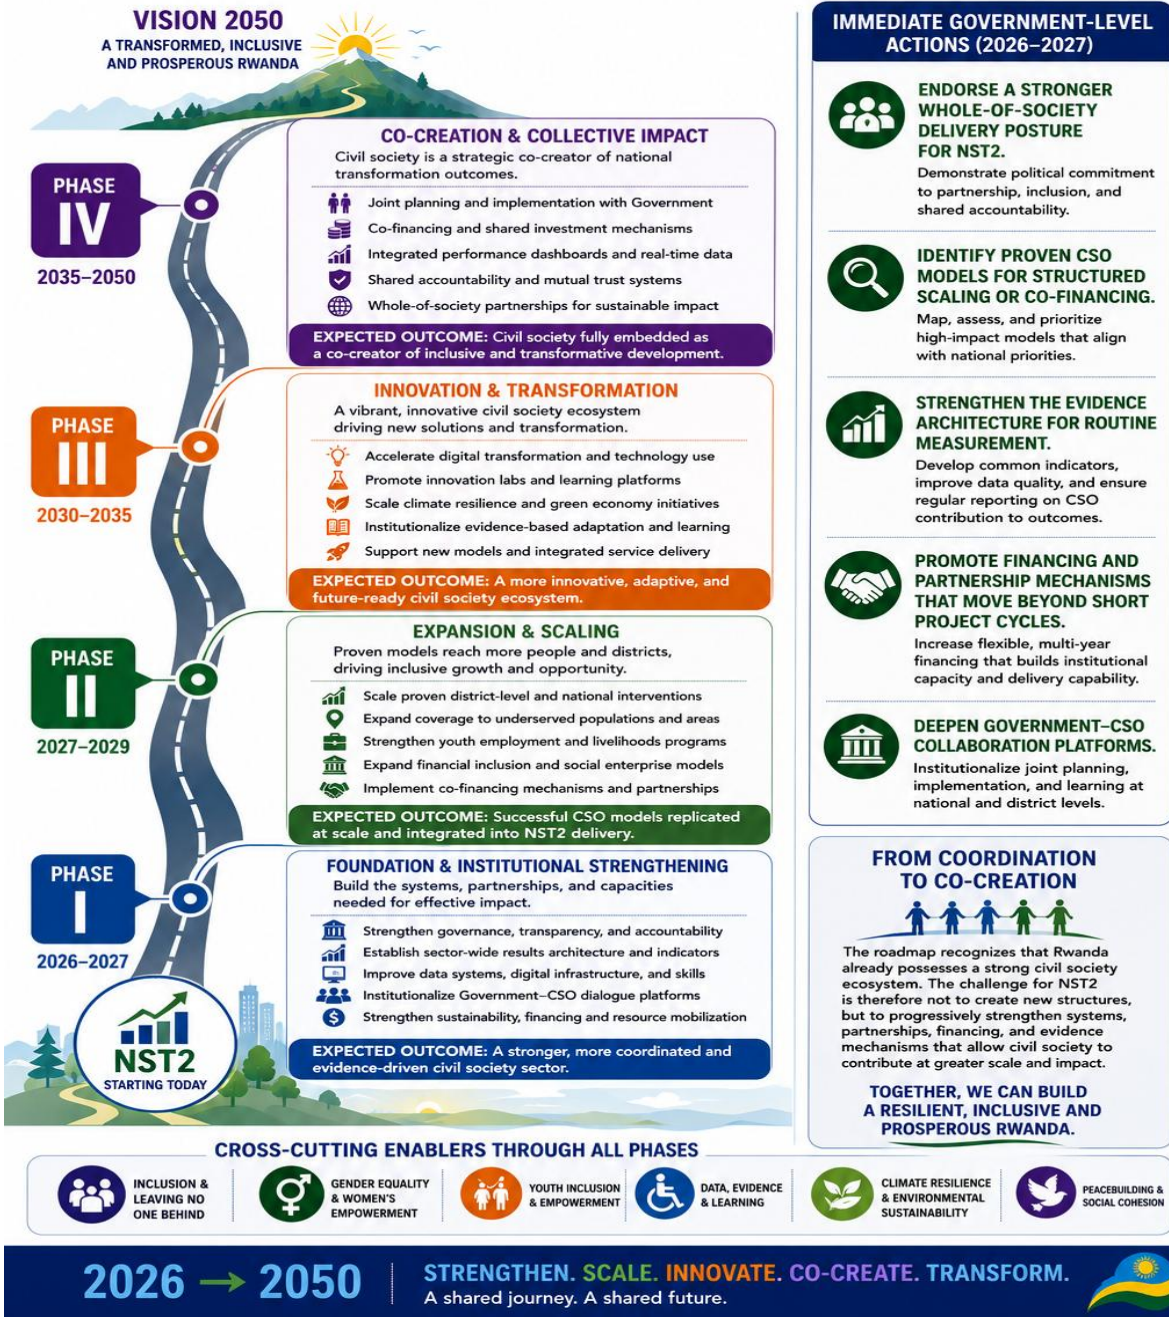 VISION 2050
A TRANSFORMED, INCLUSIVE
AND PROSPEROUS RWANDA
PHASE
IV
2035–2050
CO-CREATION & COLLECTIVE IMPACT
Civil society is a strategic co-creator of national
transformation outcomes.
Joint planning and implementation with Government
Co-financing and shared investment mechanisms
Integrated performance dashboards and real-time data
Shared accountability and mutual trust systems
Whole-of-society partnerships for sustainable impact
EXPECTED OUTCOME: Civil society fully embedded as
a co-creator of inclusive and transformative development.
PHASE
III
2030–2035
INNOVATION & TRANSFORMATION
A vibrant, innovative civil society ecosystem
driving new solutions and transformation.
Accelerate digital transformation and technology use
Promote innovation labs and learning platforms
Scale climate resilience and green economy initiatives
Institutionalize evidence-based adaptation and learning
Support new models and integrated service delivery
EXPECTED OUTCOME: A more innovative, adaptive, and
future-ready civil society ecosystem.
PHASE
II
2027–2029
EXPANSION & SCALING
Proven models reach more people and districts,
driving inclusive growth and opportunity.
Scale proven district-level and national interventions
Expand coverage to underserved populations and areas
Strengthen youth employment and livelihoods programs
Expand financial inclusion and social enterprise models
Implement co-financing mechanisms and partnerships
EXPECTED OUTCOME: Successful CSO models replicated
at scale and integrated into NST2 delivery.
PHASE
I
2026–2027
FOUNDATION & INSTITUTIONAL STRENGTHENING
Build the systems, partnerships, and capacities
needed for effective impact.
Strengthen governance, transparency, and accountability
Establish sector-wide results architecture and indicators
Improve data systems, digital infrastructure, and skills
Institutionalize Government–CSO dialogue platforms
$
Strengthen sustainability, financing and resource mobilization
EXPECTED OUTCOME: A stronger, more coordinated and
evidence-driven civil society sector.
NST2
STARTING TODAY
IMMEDIATE GOVERNMENT-LEVEL
ACTIONS (2026–2027)
ENDORSE A STRONGER
WHOLE-OF-SOCIETY
DELIVERY POSTURE
FOR NST2.
Demonstrate political commitment
to partnership, inclusion, and
shared accountability.
IDENTIFY PROVEN CSO
MODELS FOR STRUCTURED
SCALING OR CO-FINANCING.
Map, assess, and prioritize
high-impact models that align
with national priorities.
STRENGTHEN THE EVIDENCE
ARCHITECTURE FOR ROUTINE
MEASUREMENT.
Develop common indicators,
improve data quality, and ensure
regular reporting on CSO
contribution to outcomes.
PROMOTE FINANCING AND
PARTNERSHIP MECHANISMS
THAT MOVE BEYOND SHORT
PROJECT CYCLES.
Increase flexible, multi-year
financing that builds institutional
capacity and delivery capability.
DEEPEN GOVERNMENT–CSO
COLLABORATION PLATFORMS.
Institutionalize joint planning,
implementation, and learning at
national and district levels.
FROM COORDINATION
TO CO-CREATION
The roadmap recognizes that Rwanda
already possesses a strong civil society
ecosystem. The challenge for NST2
is therefore not to create new structures,
but to progressively strengthen systems,
partnerships, financing, and evidence
mechanisms that allow civil society to
contribute at greater scale and impact.
TOGETHER, WE CAN BUILD
A RESILIENT, INCLUSIVE AND
PROSPEROUS RWANDA.
CROSS-CUTTING ENABLERS THROUGH ALL PHASES
INCLUSION &
LEAVING NO
ONE BEHIND
GENDER EQUALITY
& WOMEN'S
EMPOWERMENT
YOUTH INCLUSION
& EMPOWERMENT
DATA, EVIDENCE
& LEARNING
CLIMATE RESILIENCE
& ENVIRONMENTAL
SUSTAINABILITY
PEACEBUILDING &
SOCIAL COHESION
2026 → 2050
STRENGTHEN. SCALE. INNOVATE. CO-CREATE. TRANSFORM.
A shared journey. A shared future.